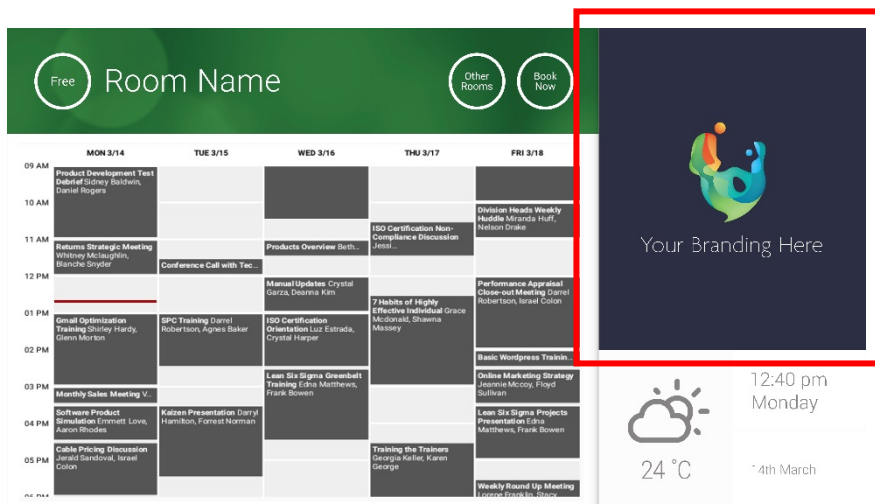 Free
Room Name
Other
Rooms
Book
Now
MON 3/14
TUE 3/15
WED 3/16
THU 3/17
FRI 3/18
09 AM
10 AM
11 AM
12 PM
01 PM
02 PM
03 PM
04 PM
05 PM
06 PM
Product Development Test
Debrief Sidney Baldwin,
Daniel Rogers
Returns Strategic Meeting
Whitney Mclaughlin,
Blanche Snyder
Gmail Optimization
Training Shirley Hardy,
Glenn Morton
Monthly Sales Meeting V...
Software Product
Simulation Emmett Love,
Aaron Rhodes
Cable Pricing Discussion
Jerald Sandoval, Israel
Colon
Conference Call with Tec...
SPC Training Darrel
Robertson, Agnes Baker
Kaizen Presentation Darryl
Hamilton, Forrest Norman
Products Overview Beth...
Manual Updates Crystal
Garza, Deanna Kim
ISO Certification
Orientation Luz Estrada,
Crystal Harper
Lean Six Sigma Greenbelt
Training Edna Matthews,
Frank Bowen
ISO Certification Non-
Compliance Discussion
Jessi...
7 Habits of Highly
Effective Individual Grace
Mcdonald, Shawna
Massey
Training the Trainers
Georgia Keller, Karen
George
Division Heads Weekly
Huddle Miranda Huff,
Nelson Drake
Performance Appraisal
Close-out Meeting Darrel
Robertson, Israel Colon
Basic Wordpress Trainin...
Online Marketing Strategy
Jeannie Mccoy, Floyd
Sullivan
Lean Six Sigma Projects
Presentation Edna
Matthews, Frank Bowen
Weekly Round Up Meeting
Lorene Franklin, Stacy
Your Branding Here
12:40 pm
Monday
24 °C
14th March